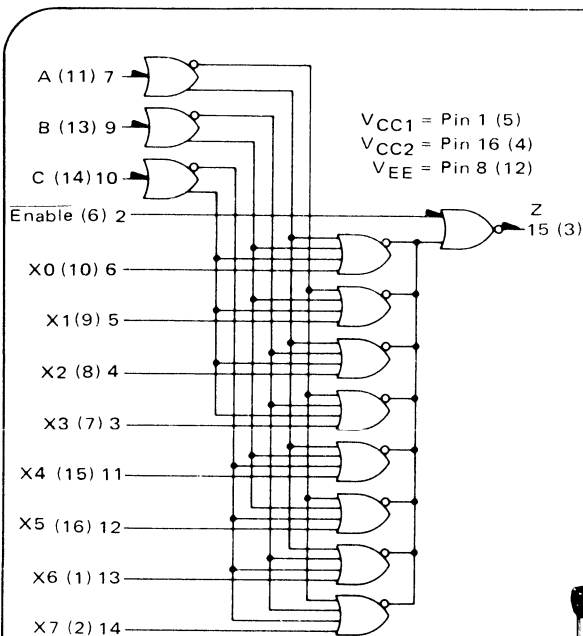 A (11) 7
B (13) 9
C (14) 10
Enable (6) 2
X0 (10) 6
X1(9) 5
X2 (8) 4
X3 (7) 3
X4 (15) 11
X5 (16) 12
X6 (1) 13
X7 (2) 14
VCC1 = Pin 1 (5)
VCC2 = Pin 16 (4)
VEE = Pin 8 (12)
Z
15 (3)